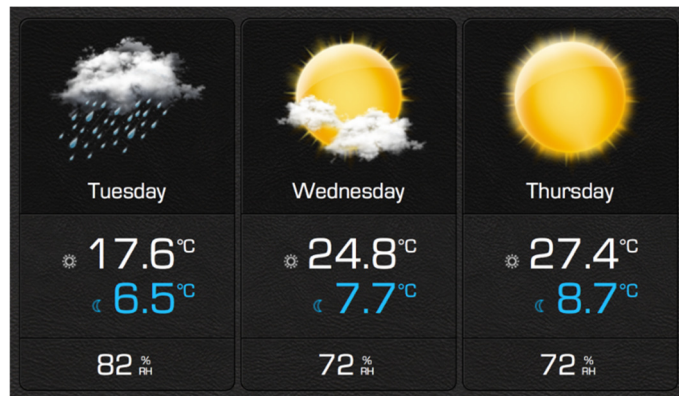 Tuesday
17.6°C
6.5°C
82 % RH
Wednesday
24.8°C
7.7°C
72 % RH
Thursday
27.4°C
8.7°C
72 % RH